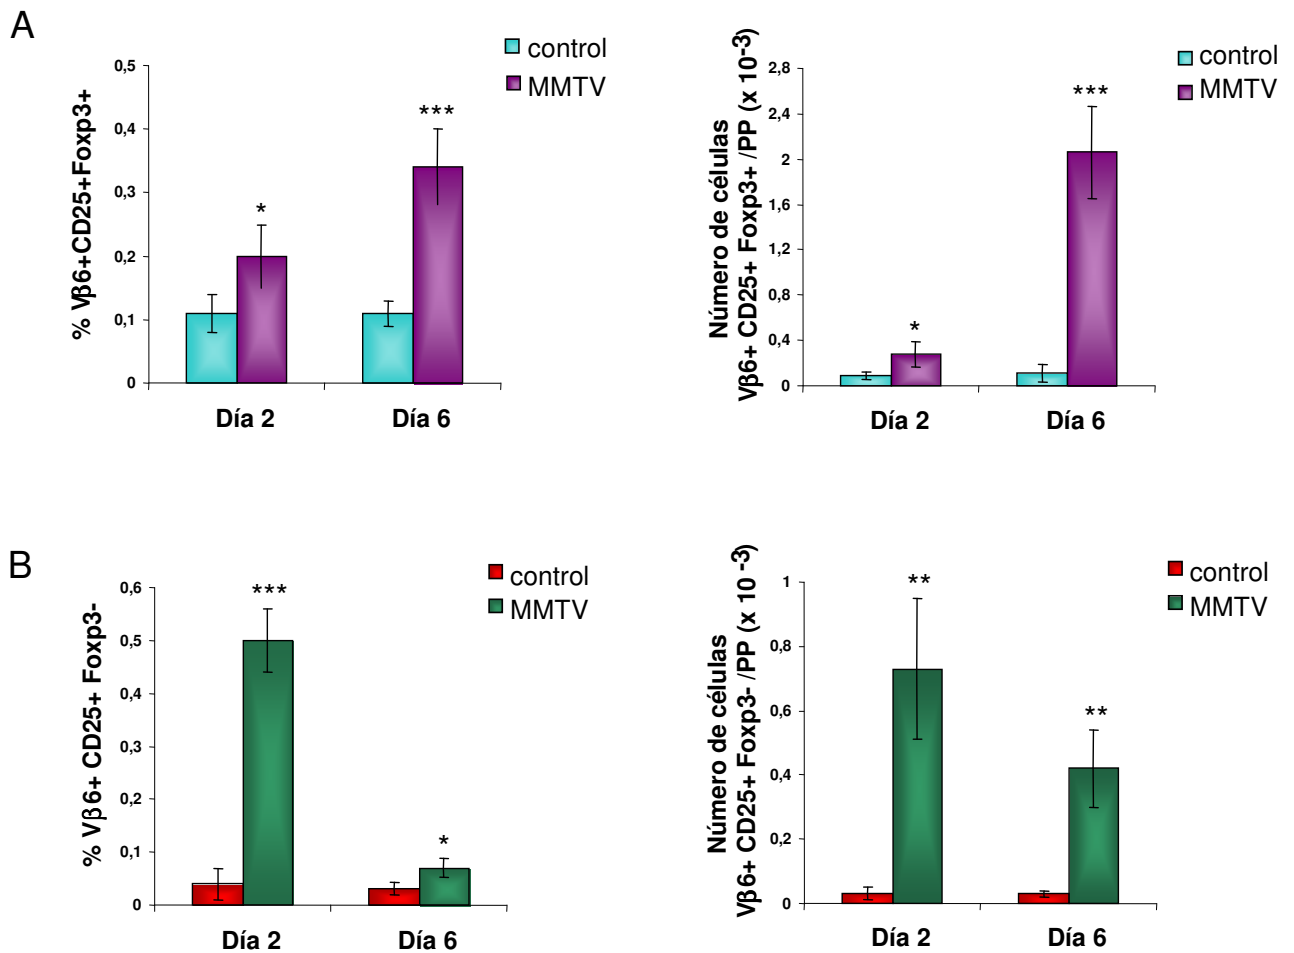 A
control
MMTV
% Vβ6+CD25+Foxp3+
0,5
0,4
0,3
0,2
0,1
0
*
***
Día 2
Día 6
control
MMTV
Número de células
Vβ6+ CD25+ Foxp3+ /PP (x 10-3)
2,8
2,4
2
1,6
1,2
0,8
0,4
0
*
***
Día 2
Día 6
B
control
MMTV
% Vβ6+ CD25+ Foxp3-
0,6
0,5
0,4
0,3
0,2
0,1
0
***
*
Día 2
Día 6
control
MMTV
Número de células
Vβ6+ CD25+ Foxp3- /PP (x 10 -3)
1
0,8
0,6
0,4
0,2
0
**
**
Día 2
Día 6